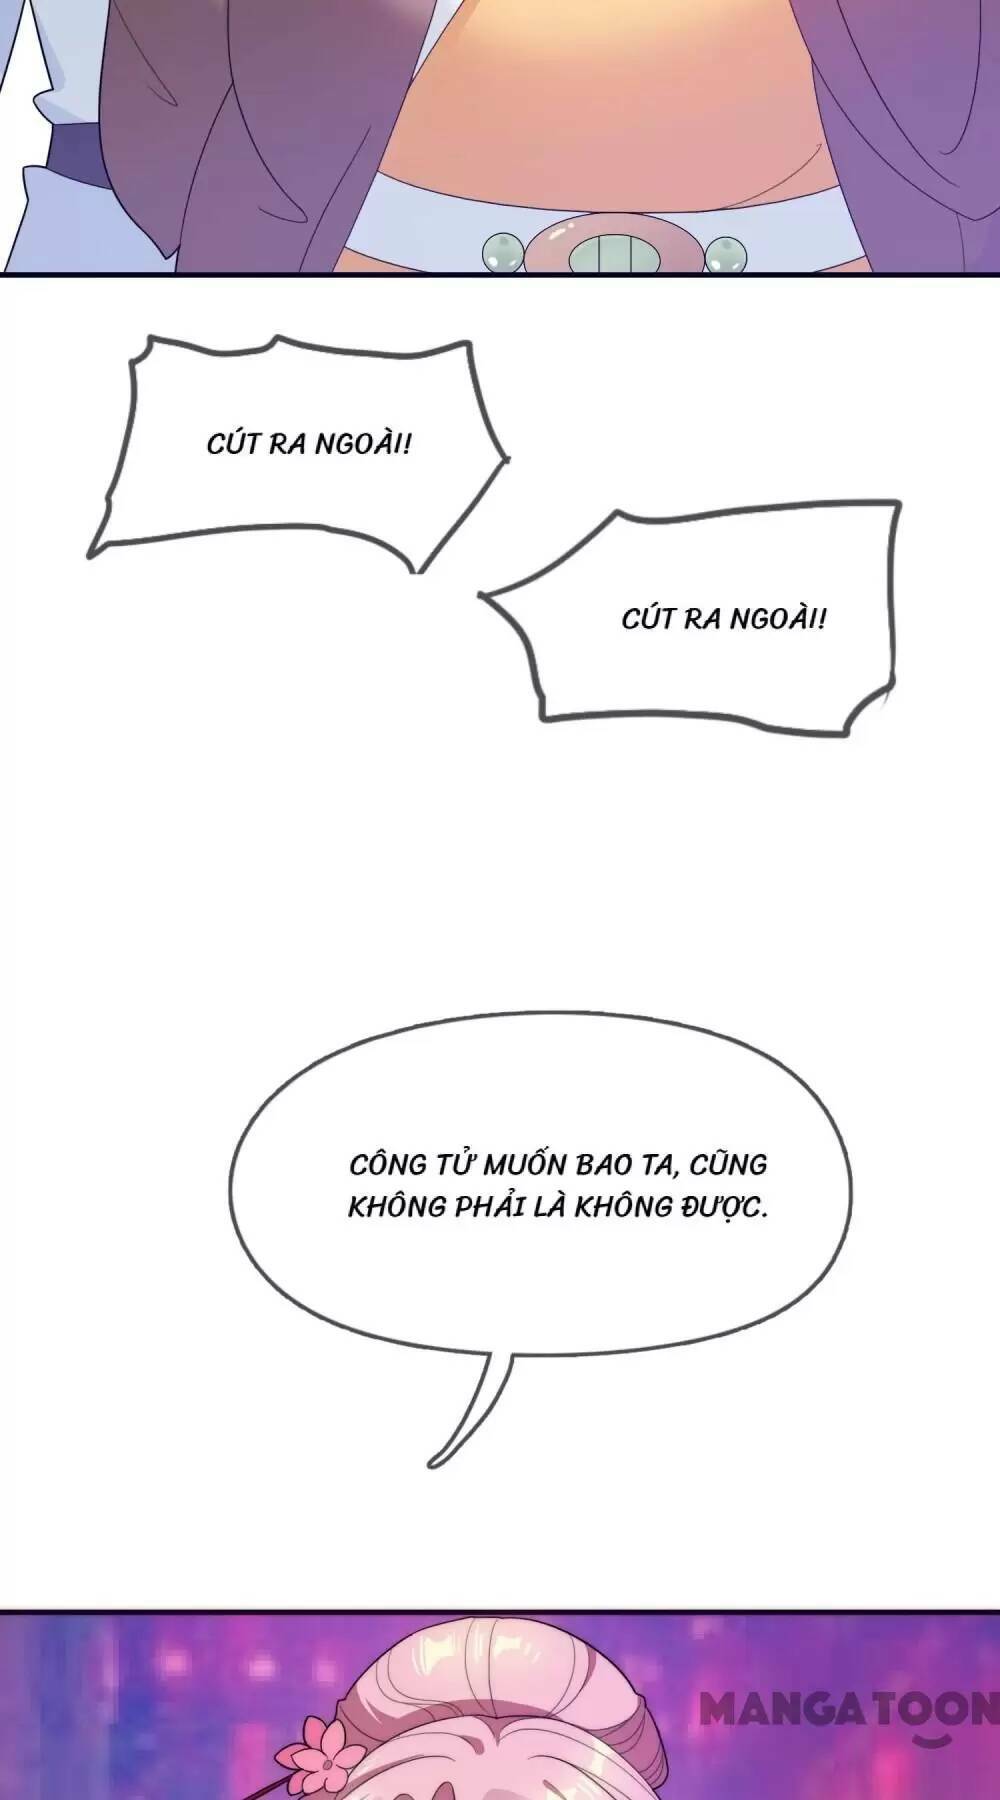 CÚT RA NGOÀI!
CÚT RA NGOÀI!
CÔNG TỬ MUỐN BAO TA, CŨNG
KHÔNG PHẢI LÀ KHÔNG ĐƯỢC.
MANGATOON